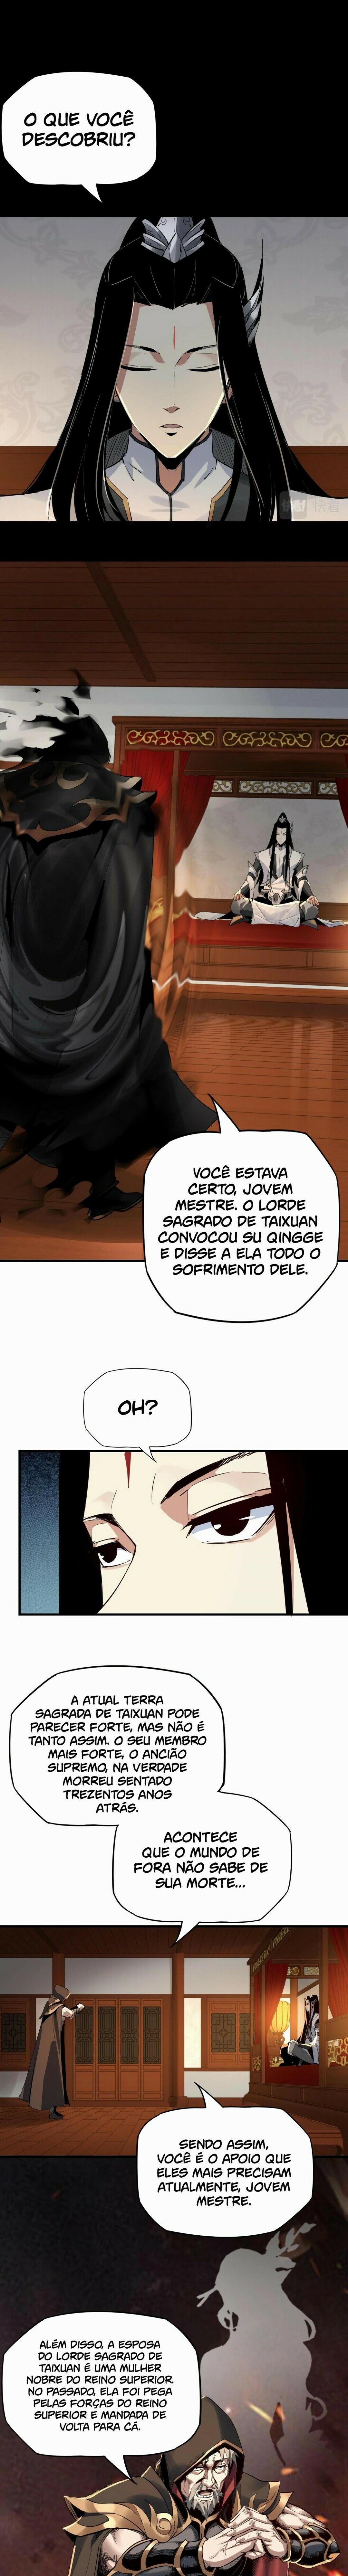 O QUE VOCÊ
DESCOBRIU?
VOCÊ ESTAVA
CERTO, JOVEM
MESTRE. O LORDE
SAGRADO DE TAIXUAN
CONVOCOU SU QINGGE
E DISSE A ELA TODO O
SOFRIMENTO DELE.
OH?
A ATUAL TERRA
SAGRADA DE TAIXUAN PODE
PARECER FORTE, MAS NÃO É
TANTO ASSIM. O SEU MEMBRO
MAIS FORTE, O ANCIÃO
SUPREMO, NA VERDADE
MORREU SENTADO
TREZENTOS ANOS
ATRÁS.
ACONTECE
QUE O MUNDO DE
FORA NÃO SABE DE
SUA MORTE...
SENDO ASSIM,
VOCÊ É O APOIO QUE
ELES MAIS PRECISAM
ATUALMENTE, JOVEM
MESTRE.
ALÉM DISSO, A ESPOSA
DO LORDE SAGRADO DE
TAIXUAN É UMA MULHER
NOBRE DO REINO SUPERIOR.
NO PASSADO, ELA FOI PEGA
PELAS FORÇAS DO REINO
SUPERIOR E MANDADA DE
VOLTA PARA CÁ.